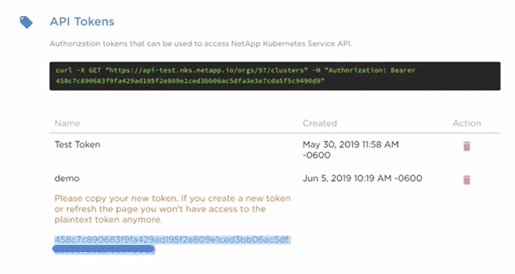 API Tokens
Authorization tokens that can be used to access NetApp Kubernetes Service API.
curl -X GET "https://api-test.nks.netapp.io/orgs/97/clusters" -H "Authorization: Bearer
458c7c890683f9fa429ad195f2e809e1ced3bb06ac5dfa3e3e7cda5f5c9490d9"
Name Created Action
Test Token May 30, 2019 11:58 AM
-0600
demo Jun 5, 2019 10:19 AM -0600
Please copy your new token. If you create a new token
or refresh the page you won't have access to the
plaintext token anymore.
458c7c890683f9fa429ad195f2e809e1ced3bb06ac5df